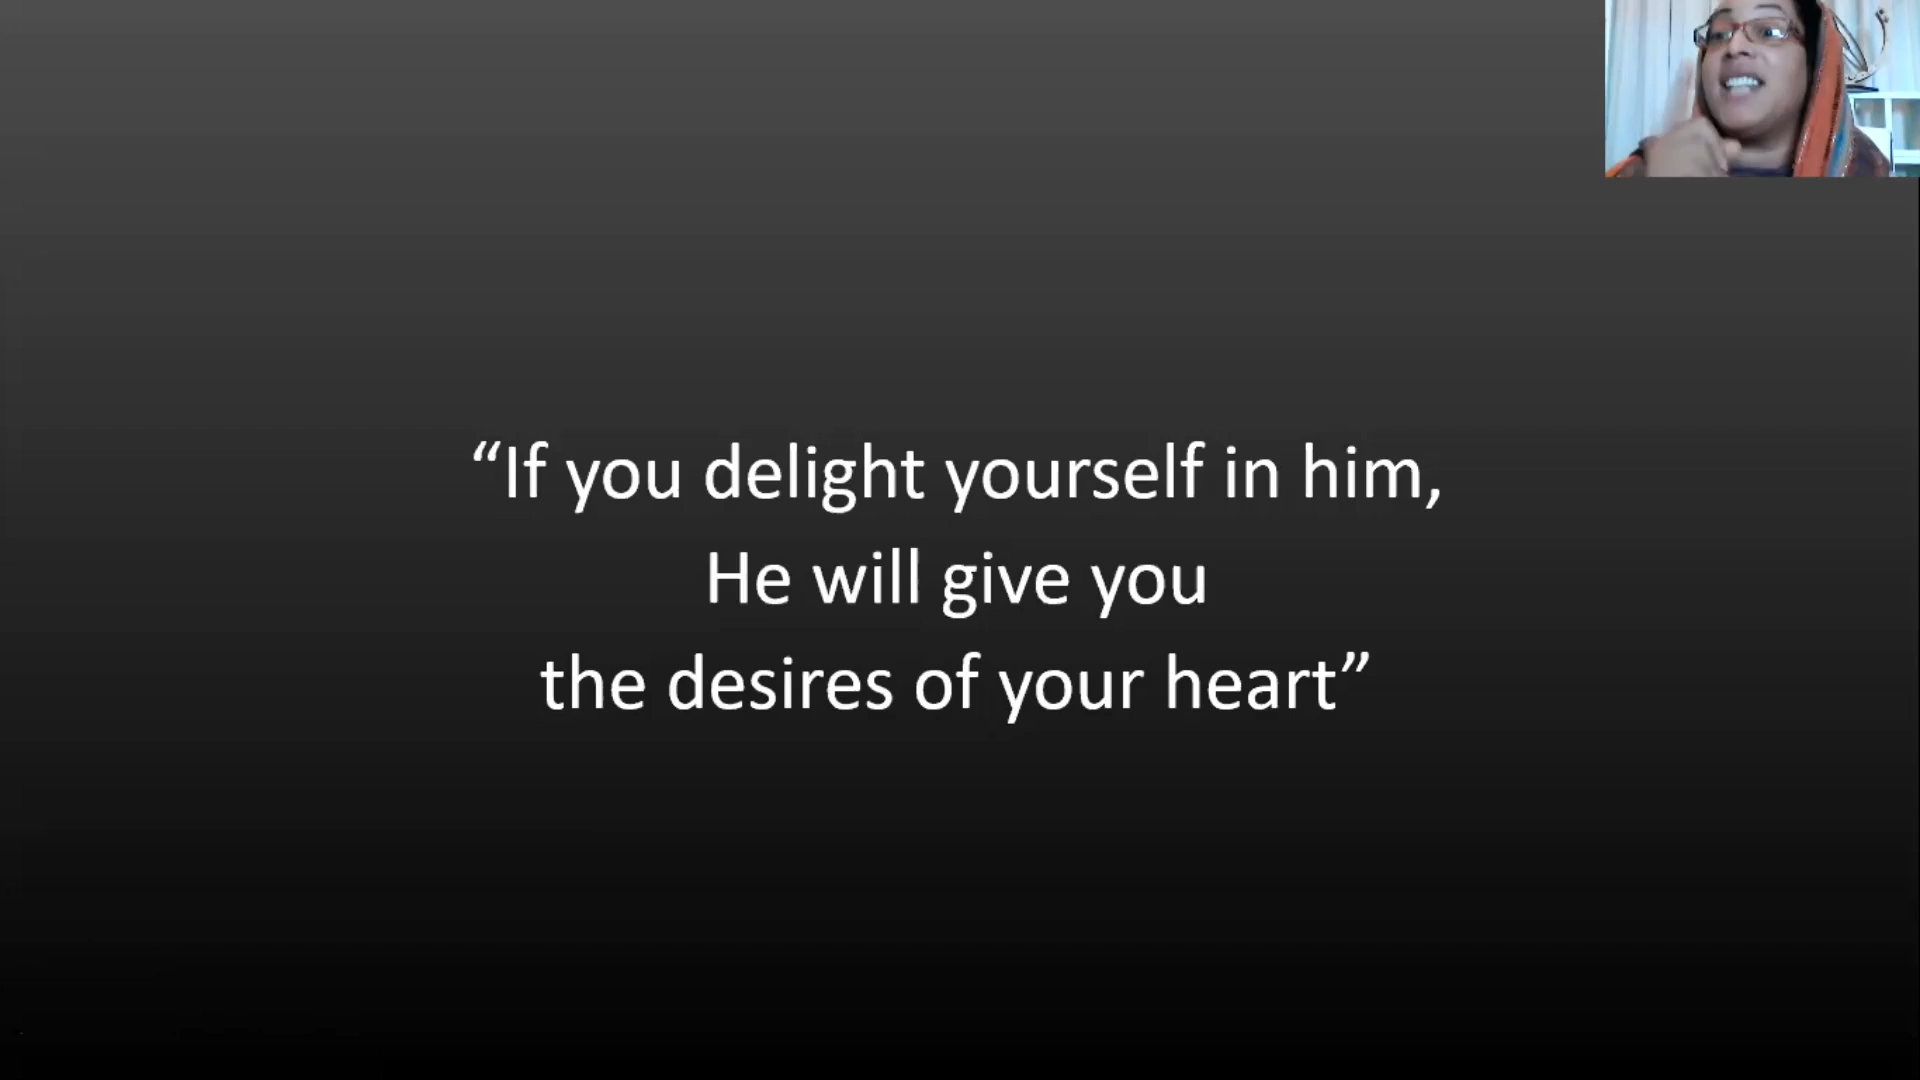 “If you delight yourself in him,
He will give you
the desires of your heart”